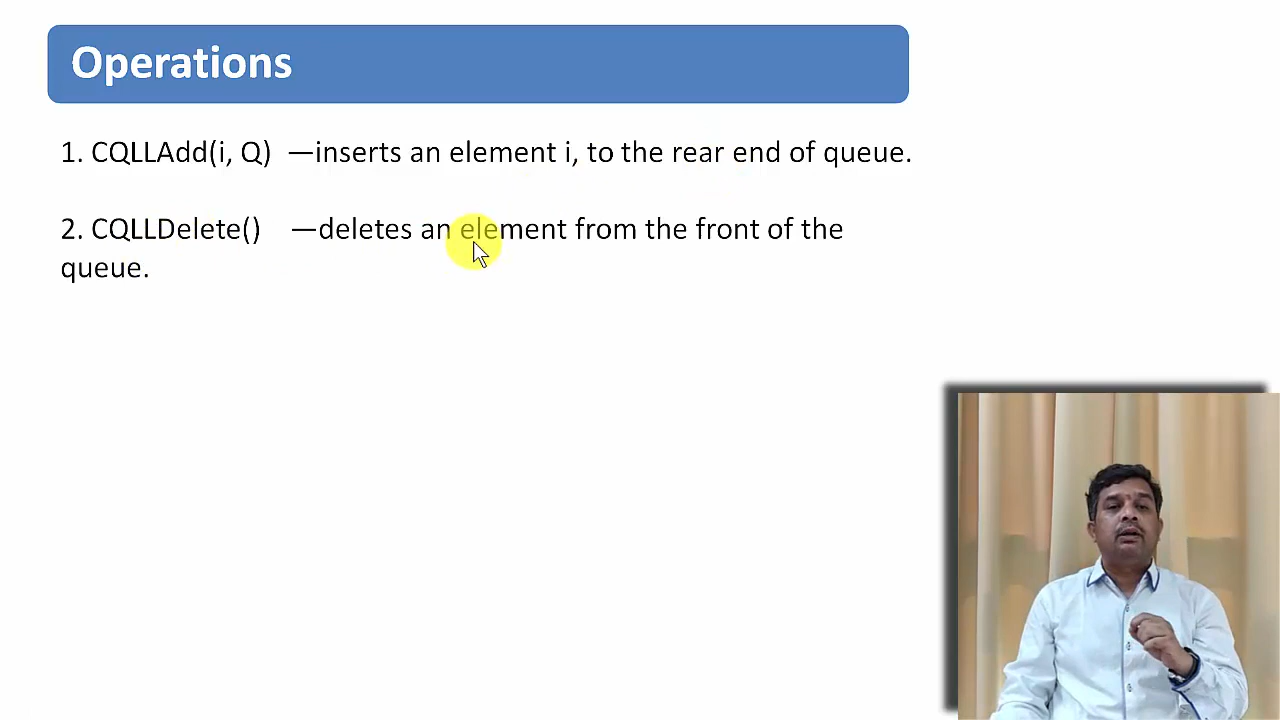 Operations
1. CQLLAdd(i, Q) —inserts an element i, to the rear end of queue.
2. CQLLDelete() —deletes an element from the front of the
queue.